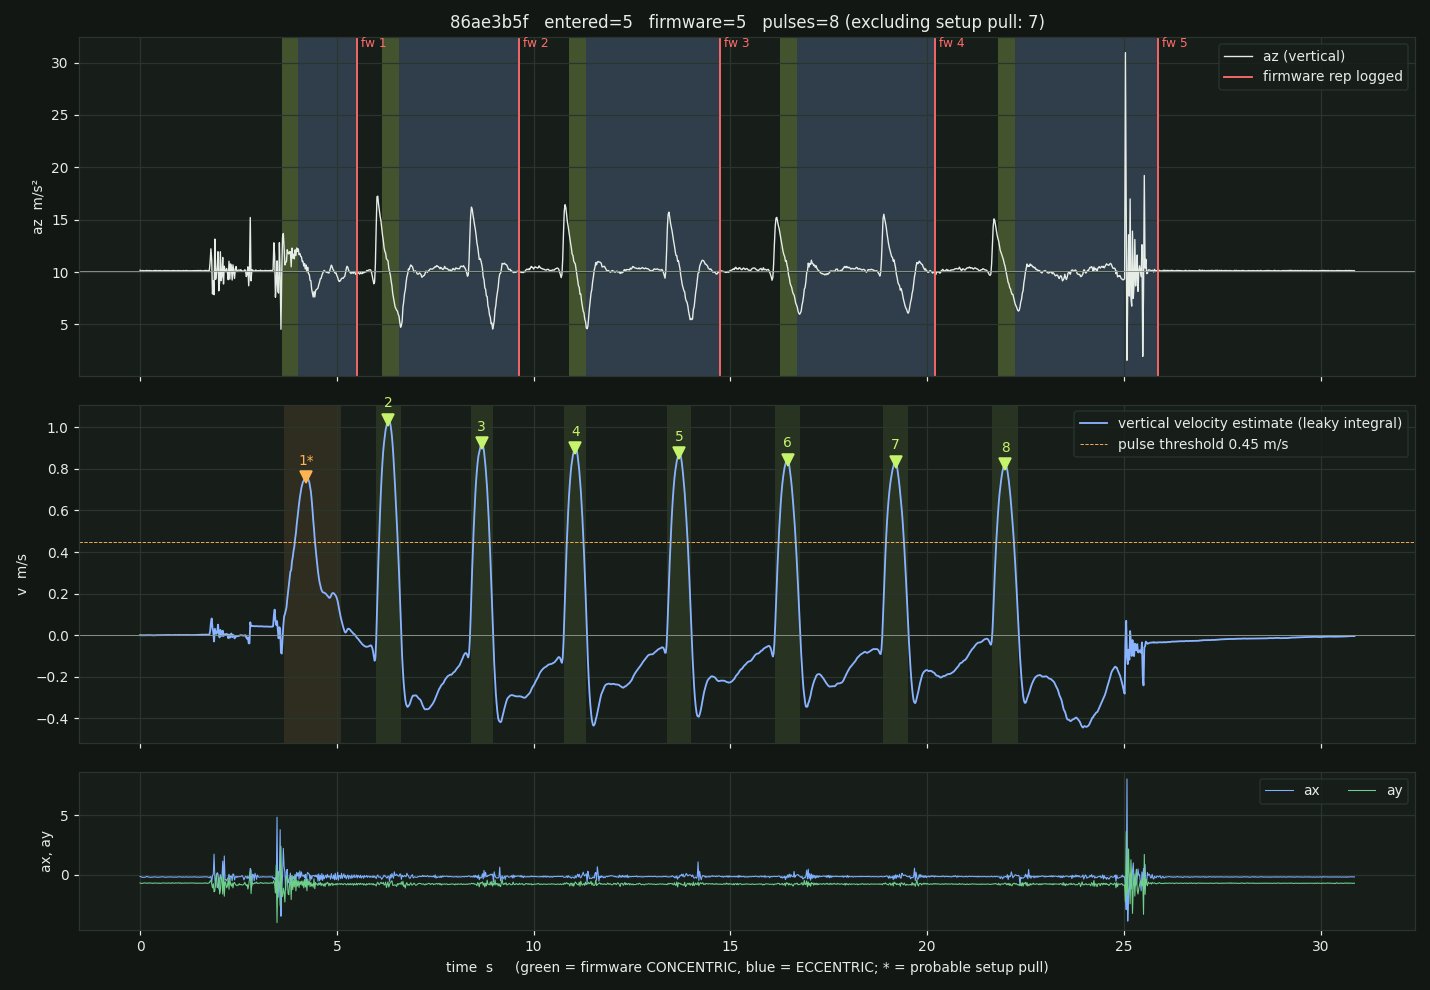 86ae3b5f   entered=5   firmware=5   pulses=8 (excluding setup pull: 7)
fw 1
fw 2
fw 3
fw 4
fw 5
az (vertical)
firmware rep logged
az  m/s²
30
25
20
15
10
5
vertical velocity estimate (leaky integral)
pulse threshold 0.45 m/s
1*
2
3
4
5
6
7
8
v  m/s
1.0
0.8
0.6
0.4
0.2
0.0
−0.2
−0.4
ax
ay
ax, ay
5
0
0
5
10
15
20
25
30
time  s     (green = firmware CONCENTRIC, blue = ECCENTRIC; * = probable setup pull)